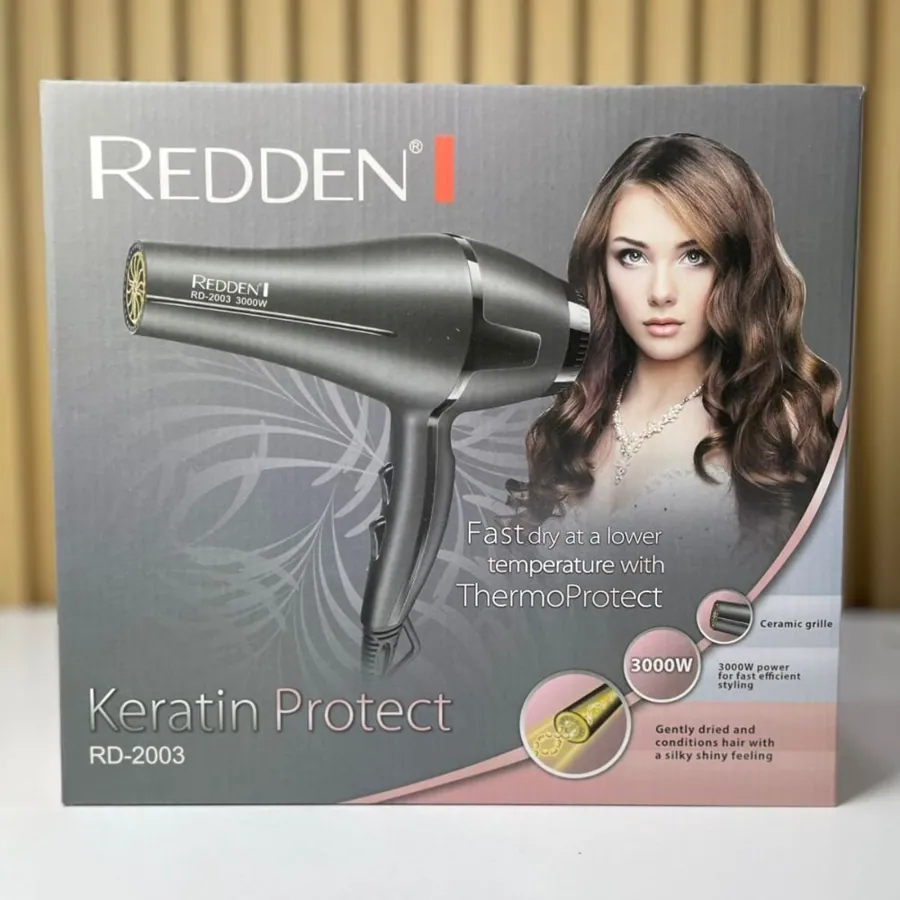 REDDEN®
REDDEN
RD-2003 3000W
Fast dry at a lower
temperature with
ThermoProtect
Ceramic grille
3000W
3000W power
for fast efficient
styling
Keratin Protect
RD-2003
Gently dried and
conditions hair with
a silky shiny feeling